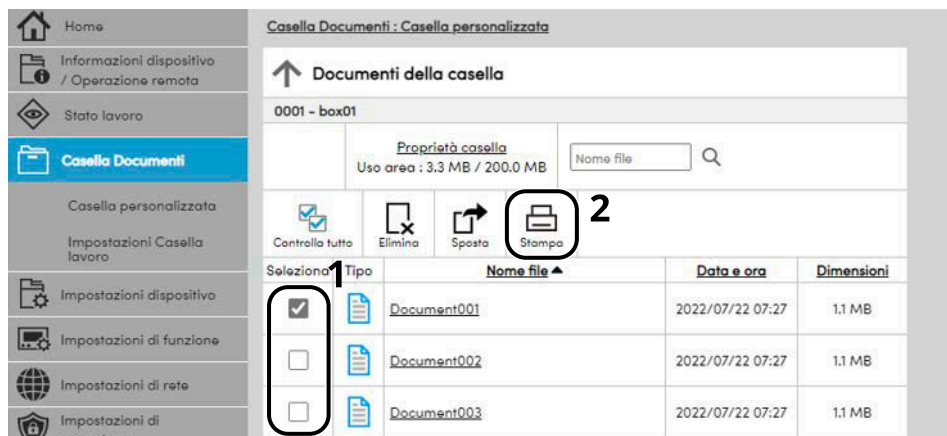 Home
Informazioni dispositivo
/ Operazione remota
Stato lavoro
Casella Documenti
Casella personalizzata
Impostazioni Casella
lavoro
Impostazioni dispositivo
Impostazioni di funzione
Impostazioni di rete
Impostazioni di
Casella Documenti : Casella personalizzata
Documenti della casella
0001 - box01
Proprietà casella
Uso area : 3.3 MB / 200.0 MB
Nome file
Controlla tutto
Elimina
Sposta
Stampa
2
1
Seleziona Tipo Nome file Data e ora Dimensioni
Document001 2022/07/22 07:27 1.1 MB
Document002 2022/07/22 07:27 1.1 MB
Document003 2022/07/22 07:27 1.1 MB